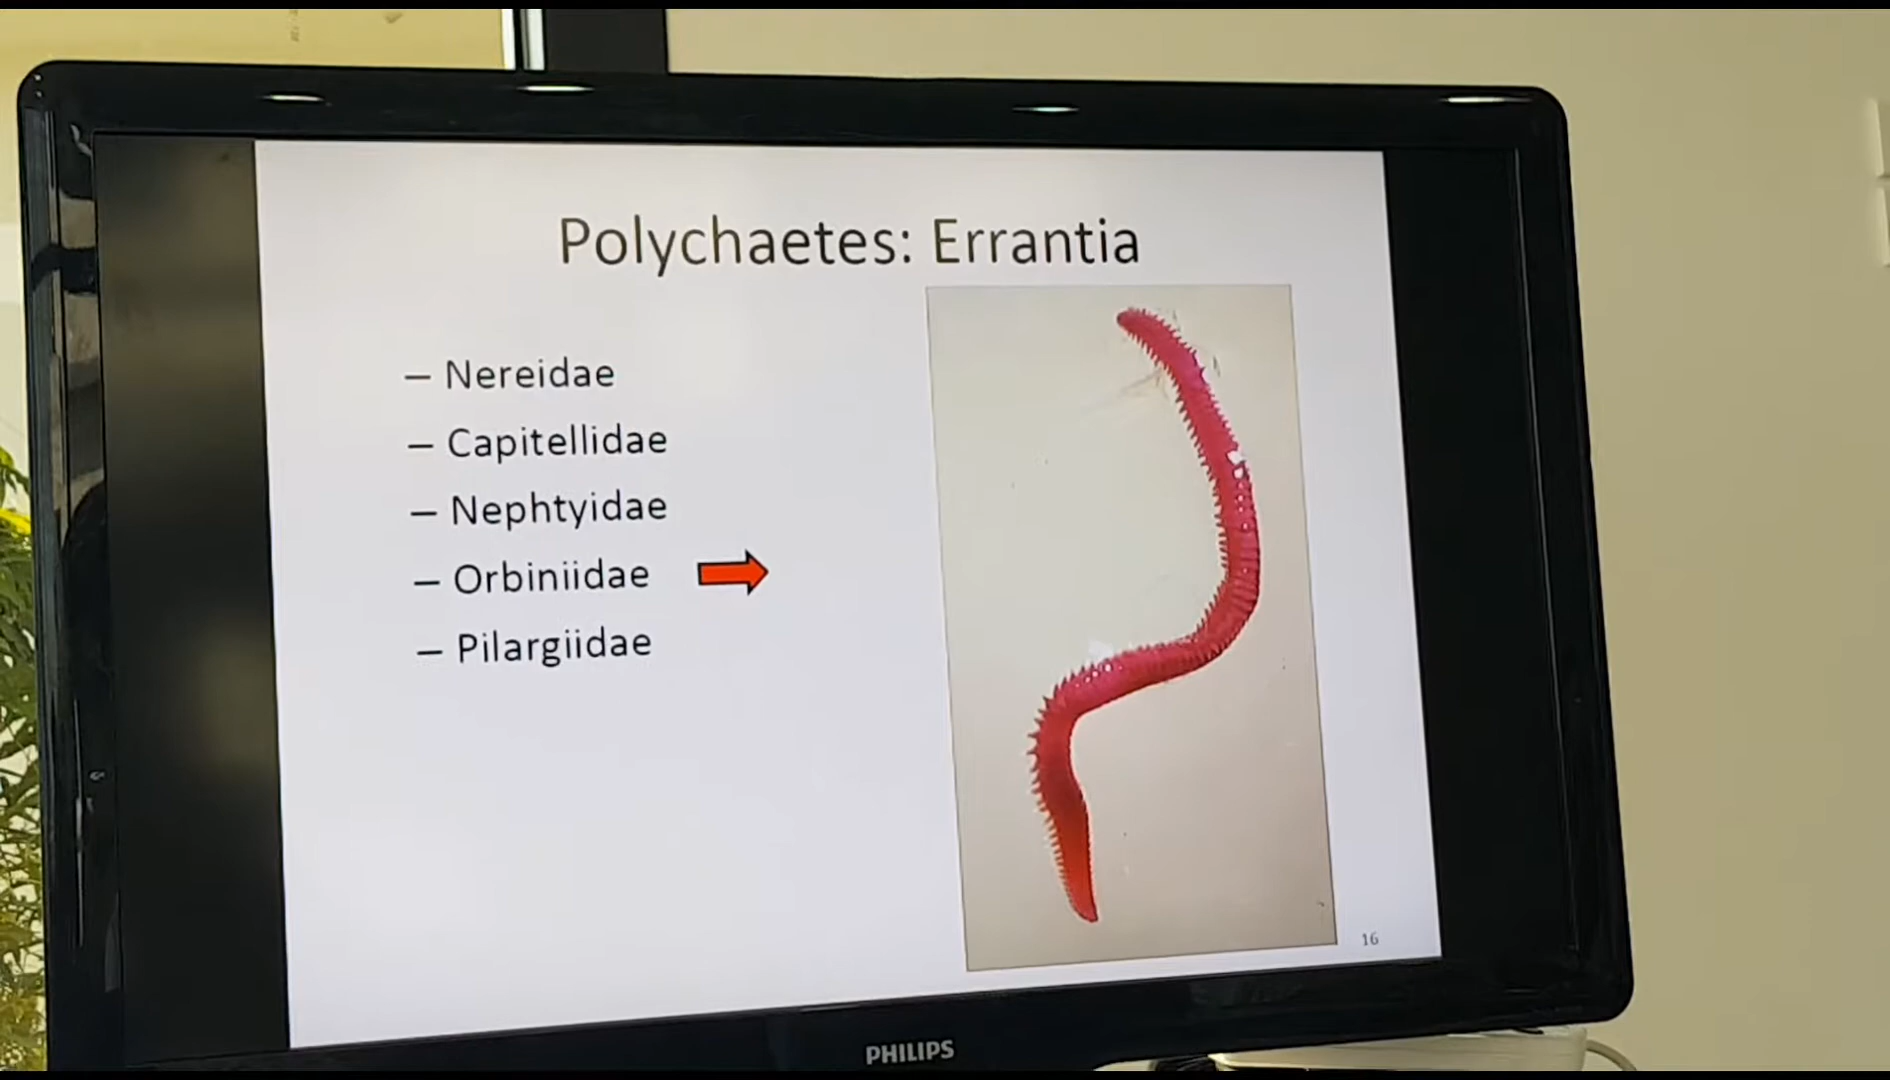 Polychaetes: Errantia
– Nereidae
– Capitellidae
– Nephtyidae
– Orbiniidae
– Pilargiidae
16
PHILIPS